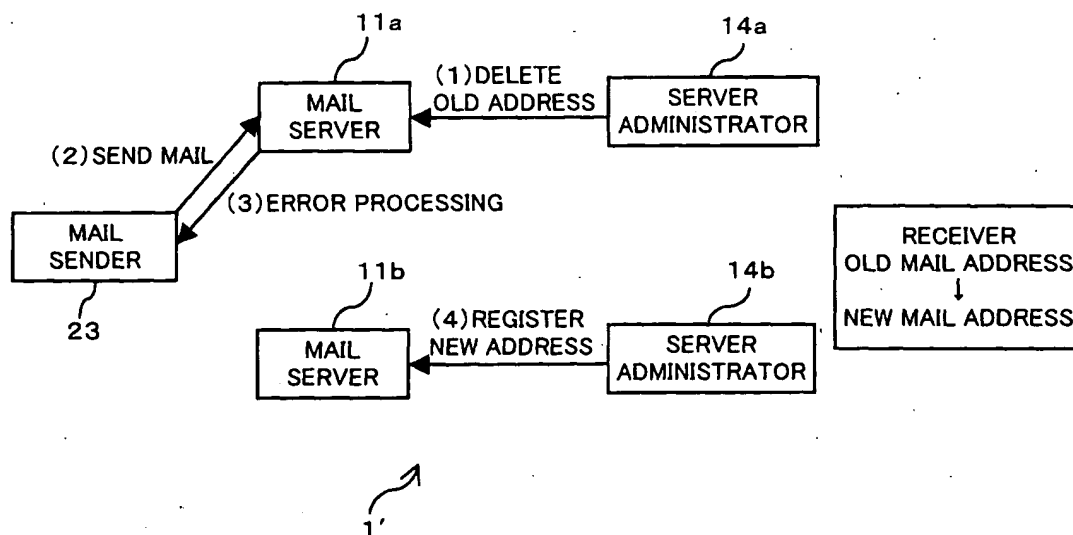 11a
14a
(1)DELETE
OLD ADDRESS
MAIL
SERVER
SERVER
ADMINISTRATOR
(2)SEND MAIL
(3)ERROR PROCESSING
MAIL
SENDER
23
RECEIVER
OLD MAIL ADDRESS
↓
NEW MAIL ADDRESS
11b
14b
(4)REGISTER
NEW ADDRESS
MAIL
SERVER
SERVER
ADMINISTRATOR
1'